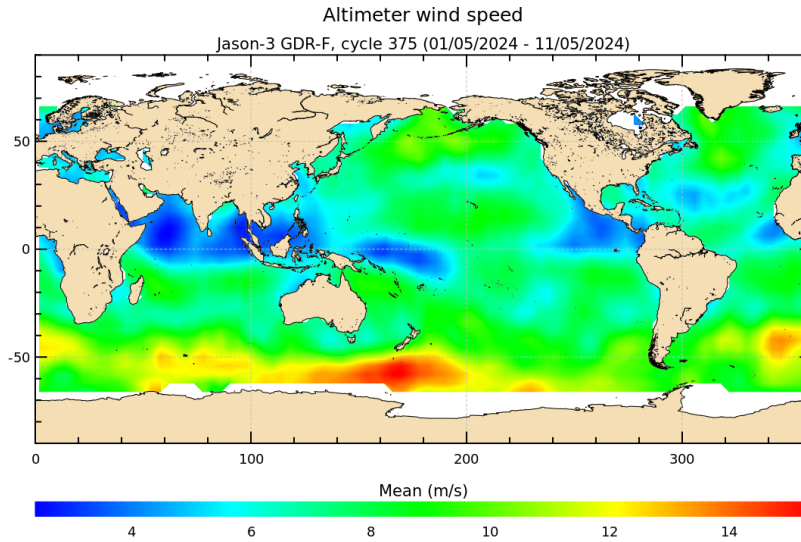 Altimeter wind speed
Jason-3 GDR-F, cycle 375 (01/05/2024 - 11/05/2024)
50
0
-50
0 100 200 300
Mean (m/s)
4 6 8 10 12 14